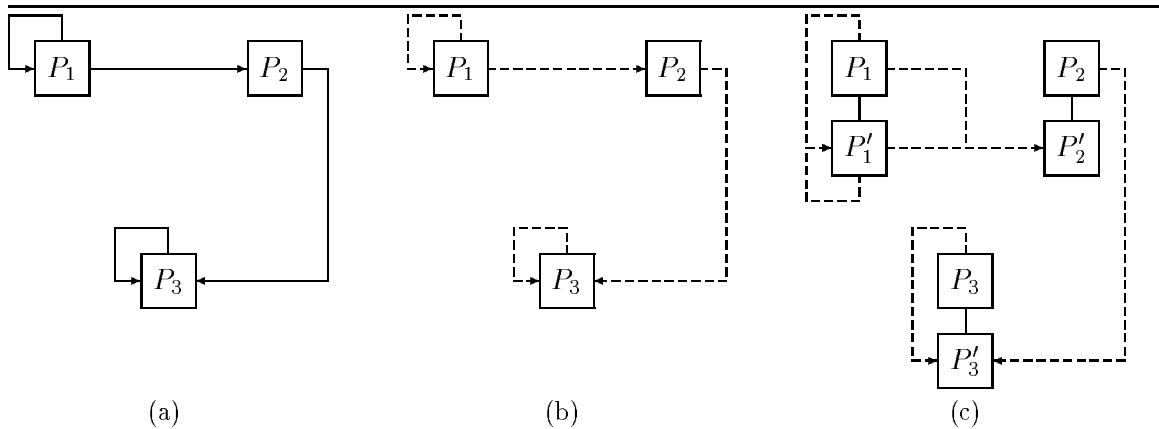 P₁ P₂
P₃
(a)
P₁ P₂
P₃
(b)
P₁ P₂
P₁′ P₂′
P₃
P₃′
(c)